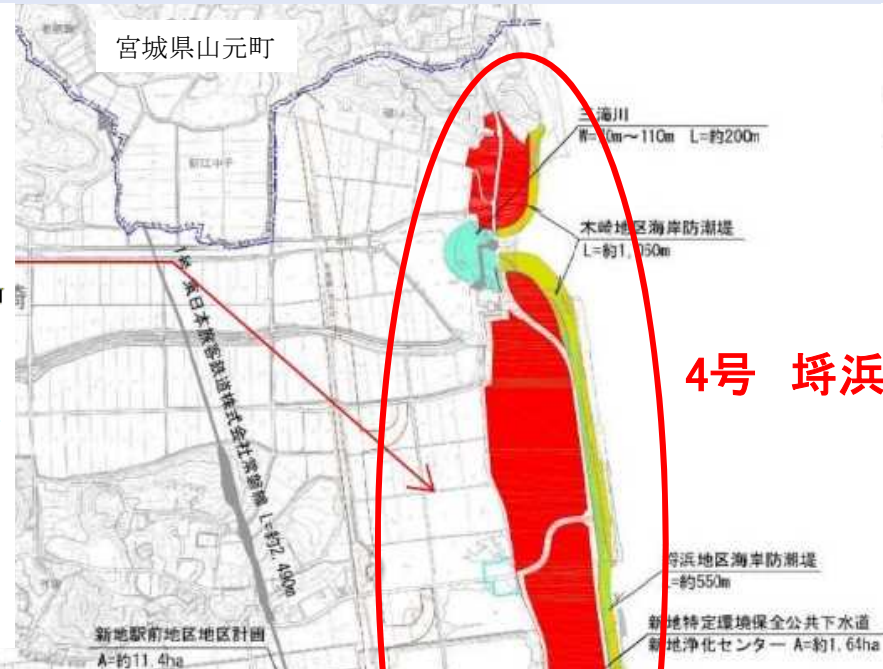 宮城県山元町
三滝川
W=70m～110m L=約200m
木崎地区海岸防潮堤
L=約1,060m
東日本旅客鉄道株式会社常磐線 L=約2,490m
4号 埓浜
埓浜地区海岸防潮堤
L=約550m
新地特定環境保全公共下水道
新地浄化センター A=約1.64ha
新地駅前地区地区計画
A=約11.4ha